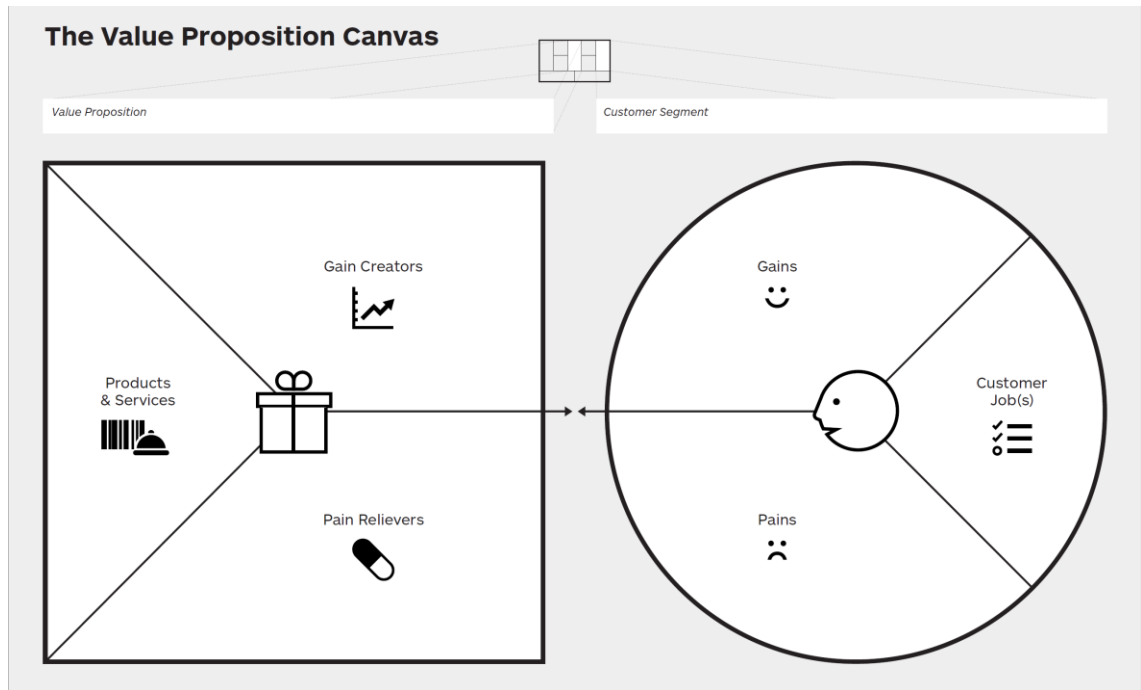 The Value Proposition Canvas
Value Proposition
Customer Segment
Gain Creators
Products
& Services
Pain Relievers
Gains
Customer
Job(s)
Pains